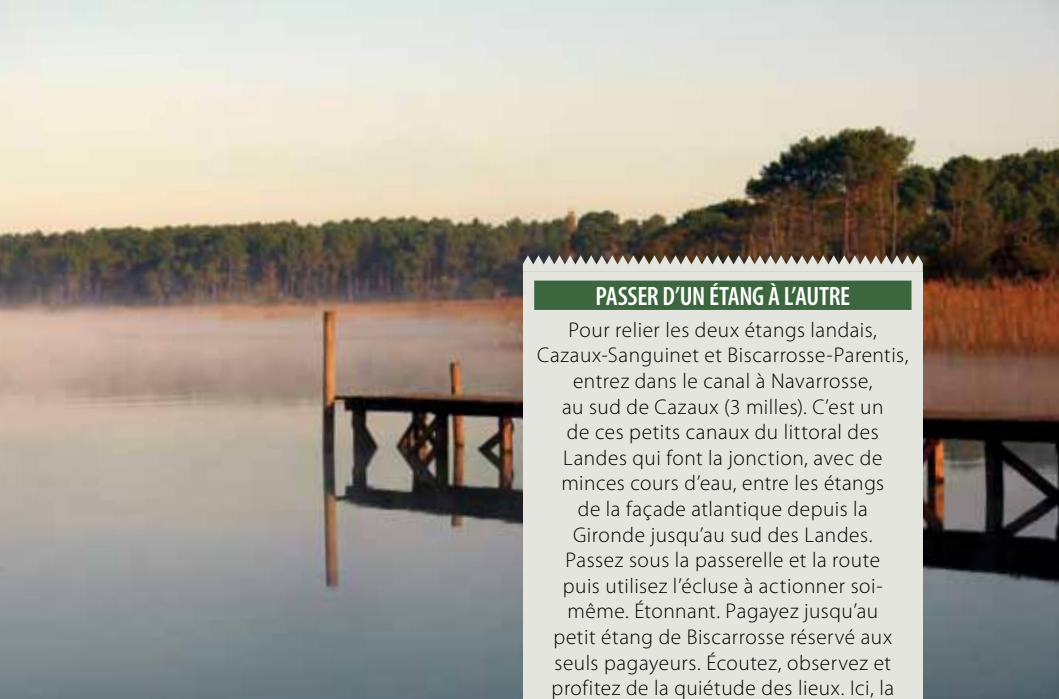 PASSER D'UN ÉTANG À L'AUTRE
Pour relier les deux étangs landais,
Cazaux-Sanguinet et Biscarrosse-Parentis,
entrez dans le canal à Navarrosse,
au sud de Cazaux (3 milles). C'est un
de ces petits canaux du littoral des
Landes qui font la jonction, avec de
minces cours d'eau, entre les étangs
de la façade atlantique depuis la
Gironde jusqu'au sud des Landes.
Passez sous la passerelle et la route
puis utilisez l'écluse à actionner soi-
même. Étonnant. Pagayez jusqu'au
petit étang de Biscarrosse réservé aux
seuls pagayeurs. Écoutez, observez et
profitez de la quiétude des lieux. Ici, la